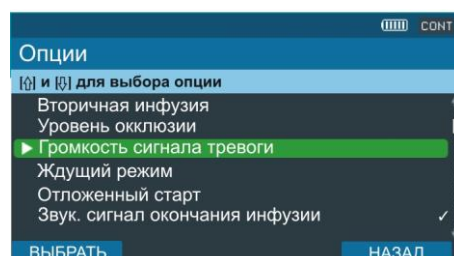 CONT
Опции
[⇧] и [⇩] для выбора опции
Вторичная инфузия
Уровень окклюзии
▶ Громкость сигнала тревоги
Ждущий режим
Отложенный старт
Звук. сигнал окончания инфузии ✓
ВЫБРАТЬ НАЗАД